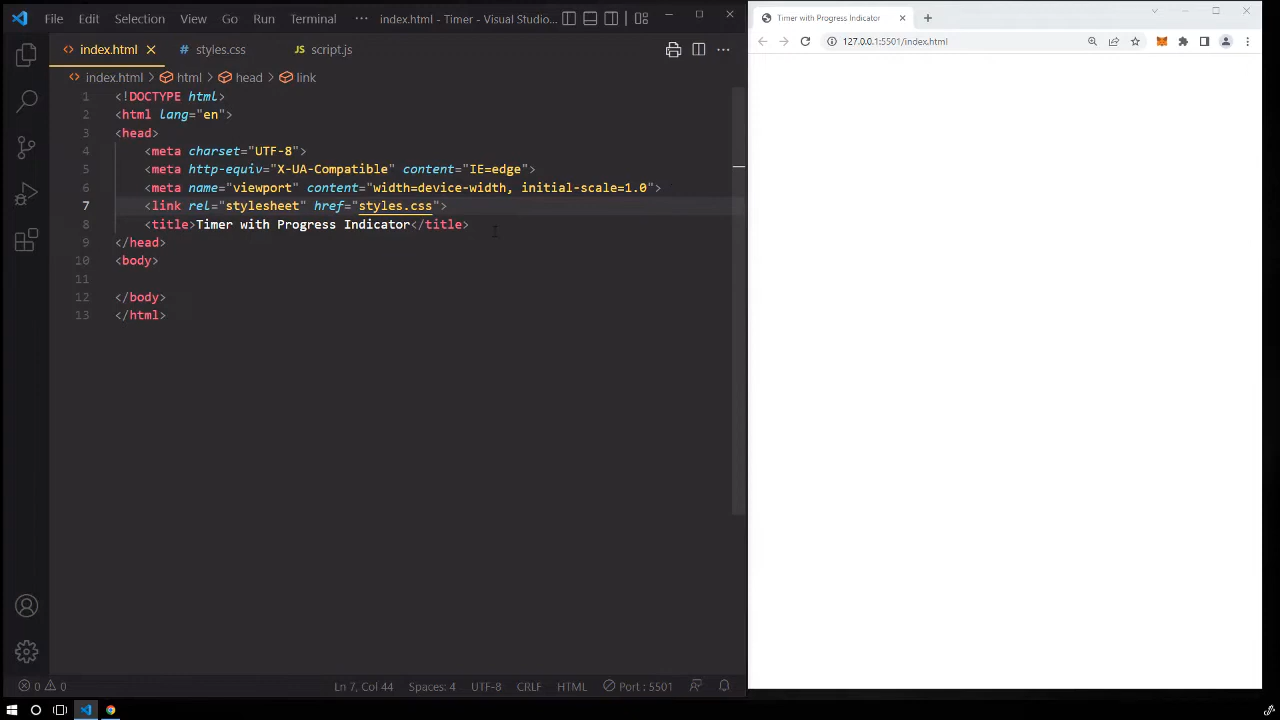 File Edit Selection View Go Run Terminal ··· index.html - Timer - Visual Studio...
index.html styles.css JS script.js
index.html > html > head > link
1 <!DOCTYPE html>
2 <html lang="en">
3 <head>
4 <meta charset="UTF-8">
5 <meta http-equiv="X-UA-Compatible" content="IE=edge">
6 <meta name="viewport" content="width=device-width, initial-scale=1.0">
7 <link rel="stylesheet" href="styles.css">
8 <title>Timer with Progress Indicator</title>
9 </head>
10 <body>
11
12 </body>
13 </html>
0 0 Ln 7, Col 44 Spaces: 4 UTF-8 CRLF HTML Port : 5501
Timer with Progress Indicator
127.0.0.1:5501/index.html